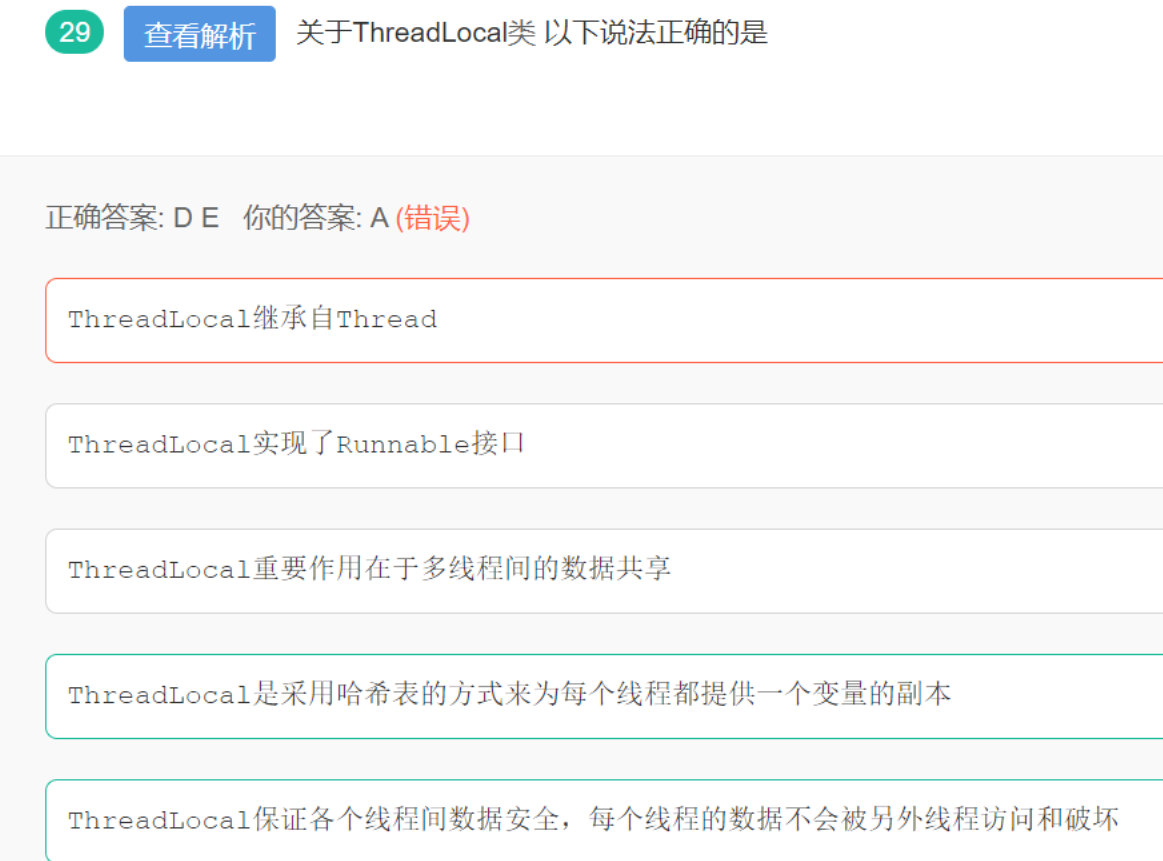 29 查看解析 关于ThreadLocal类 以下说法正确的是
正确答案: D E 你的答案: A (错误)
ThreadLocal继承自Thread
ThreadLocal实现了Runnable接口
ThreadLocal重要作用在于多线程间的数据共享
ThreadLocal是采用哈希表的方式来为每个线程都提供一个变量的副本
ThreadLocal保证各个线程间数据安全，每个线程的数据不会被另外线程访问和破坏